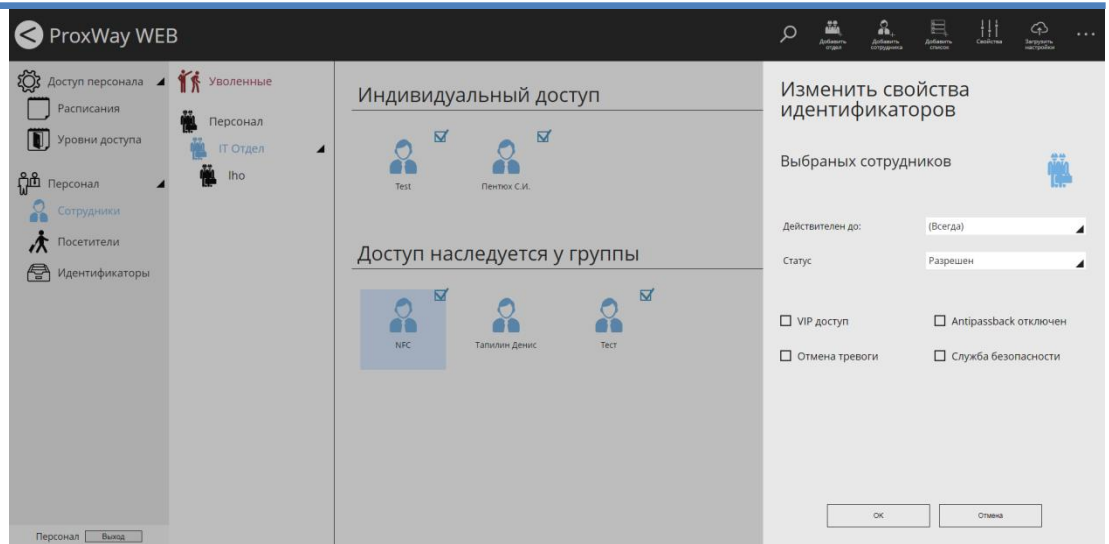 ProxWay WEB
Добавить отдел
Добавить сотрудника
Добавить список
Свойства
Загрузить настройки
Доступ персонала
Расписания
Уровни доступа
Персонал
Сотрудники
Посетители
Идентификаторы
Персонал
Выход
Уволенные
Персонал
IT Отдел
lho
Индивидуальный доступ
Test
Пентюх С.И.
Доступ наследуется у группы
NFC
Тапилин Денис
Тест
Изменить свойства
идентификаторов
Выбраных сотрудников
Действителен до:
(Всегда)
Статус
Разрешен
VIP доступ
Antipassback отключен
Отмена тревоги
Служба безопасности
OK
Отмена